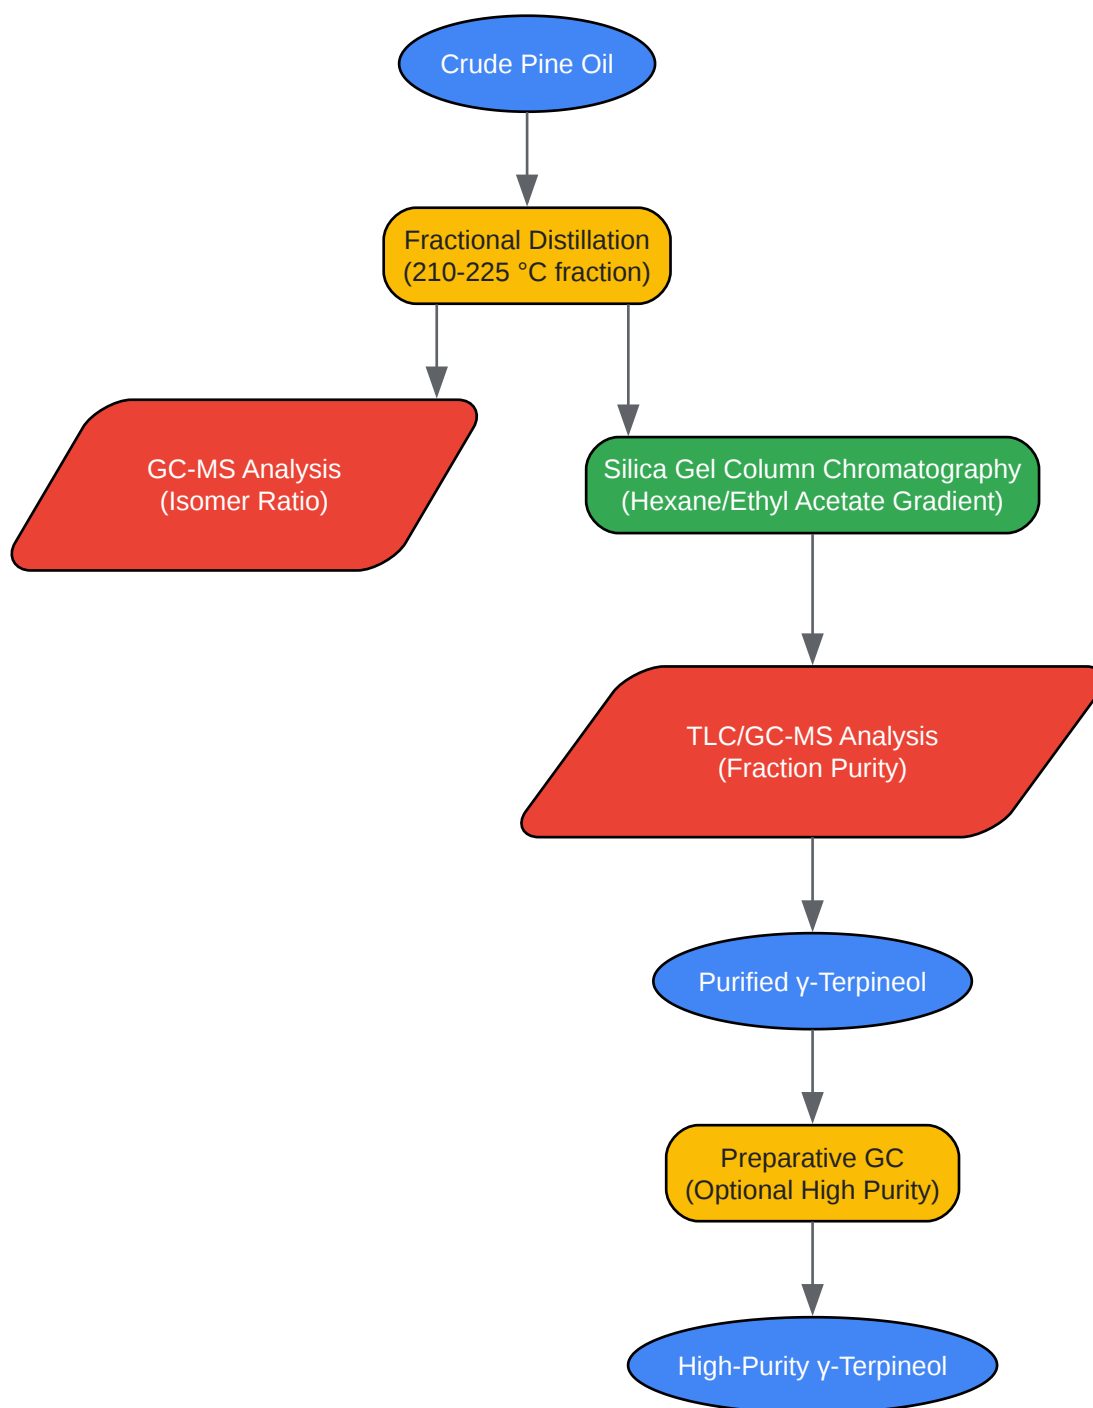 Crude Pine Oil
Fractional Distillation
(210-225 °C fraction)
GC-MS Analysis
(Isomer Ratio)
Silica Gel Column Chromatography
(Hexane/Ethyl Acetate Gradient)
TLC/GC-MS Analysis
(Fraction Purity)
Purified γ-Terpineol
Preparative GC
(Optional High Purity)
High-Purity γ-Terpineol